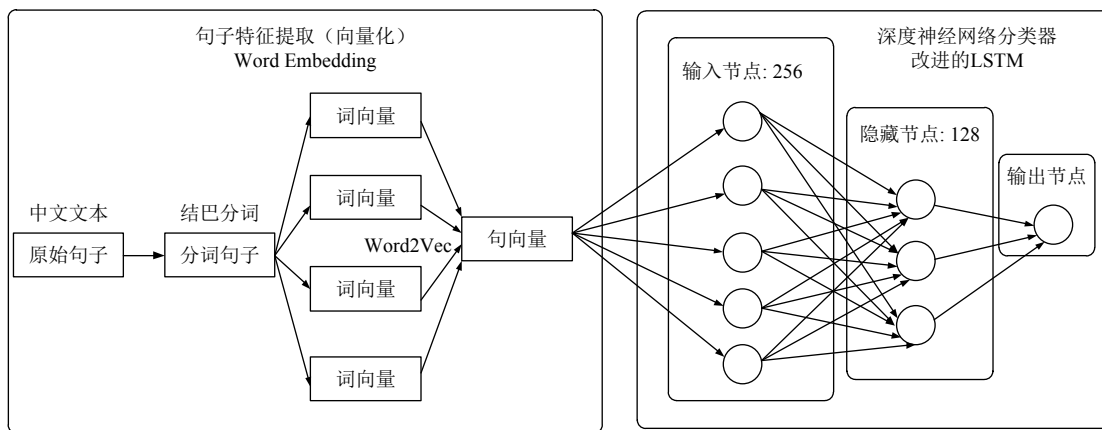 句子特征提取（向量化）
Word Embedding
中文文本
原始句子
结巴分词
分词句子
词向量
词向量
词向量
词向量
Word2Vec
句向量
深度神经网络分类器
改进的LSTM
输入节点: 256
隐藏节点: 128
输出节点